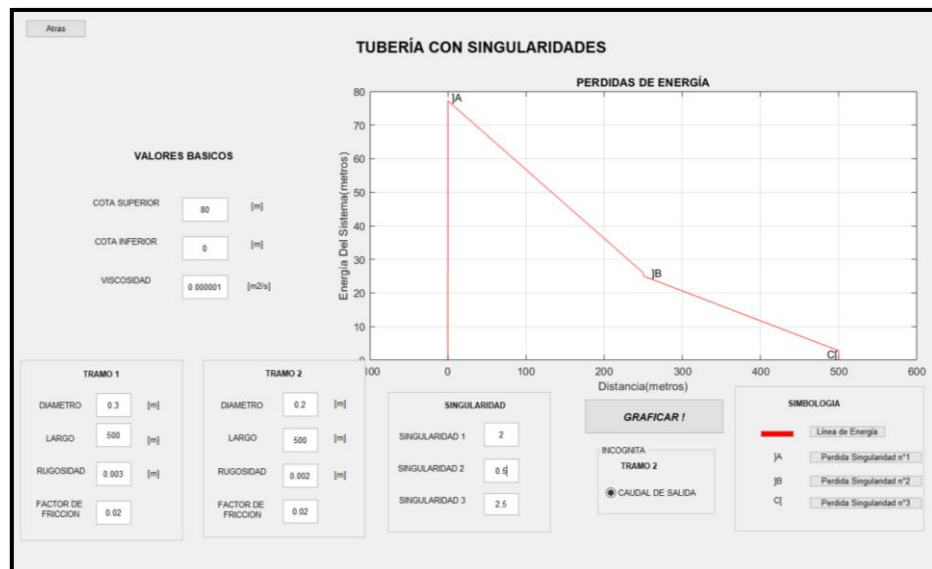 Atras
TUBERÍA CON SINGULARIDADES
PERDIDAS DE ENERGÍA
VALORES BASICOS
COTA SUPERIOR 80 [m]
COTA INFERIOR 0 [m]
VISCOSIDAD 0.000001 [m2/s]
Energía Del Sistema(metros)
80
70
60
50
40
30
20
10
0
]A
]B
C[
00 0 100 200 300 400 500 600
Distancia(metros)
TRAMO 1
DIAMETRO 0.3 [m]
LARGO 500 [m]
RUGOSIDAD 0.003 [m]
FACTOR DE
FRICCION 0.02
TRAMO 2
DIAMETRO 0.2 [m]
LARGO 500 [m]
RUGOSIDAD 0.002 [m]
FACTOR DE
FRICCION 0.02
SINGULARIDAD
SINGULARIDAD 1 2
SINGULARIDAD 2 0.5
SINGULARIDAD 3 2.5
GRAFICAR !
INCOGNITA
TRAMO 2
CAUDAL DE SALIDA
SIMBOLOGIA
Línea de Energía
]A Perdida Singularidad n°1
]B Perdida Singularidad n°2
C[ Perdida Singularidad n°3